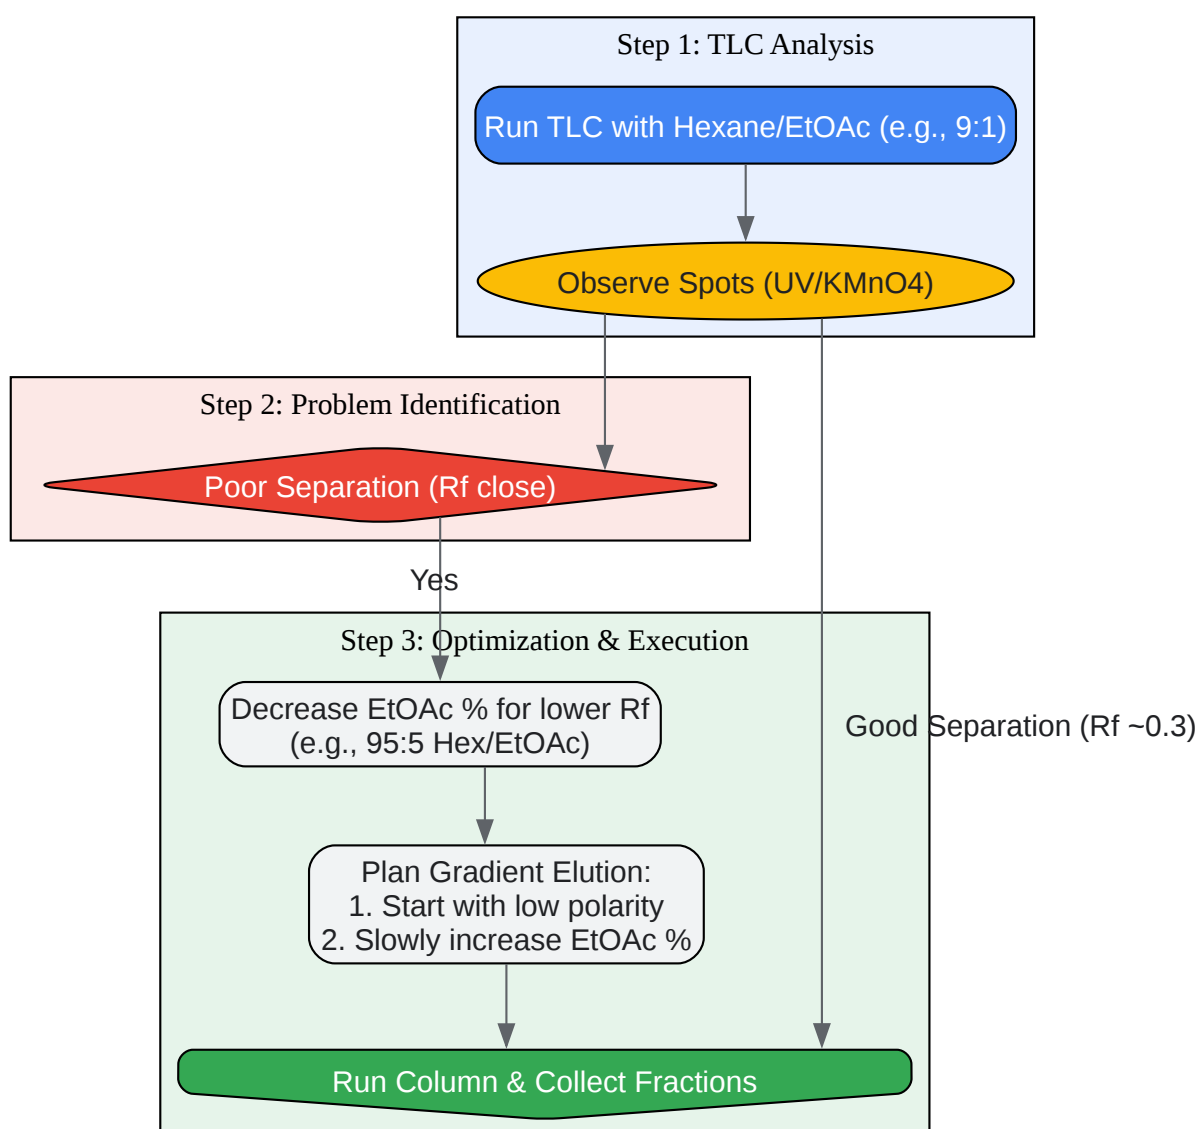 Step 1: TLC Analysis
Run TLC with Hexane/EtOAc (e.g., 9:1)
Observe Spots (UV/KMnO4)
Step 2: Problem Identification
Poor Separation (Rf close)
Yes
Step 3: Optimization & Execution
Decrease EtOAc % for lower Rf
(e.g., 95:5 Hex/EtOAc)
Good Separation (Rf ~0.3)
Plan Gradient Elution:
1. Start with low polarity
2. Slowly increase EtOAc %
Run Column & Collect Fractions